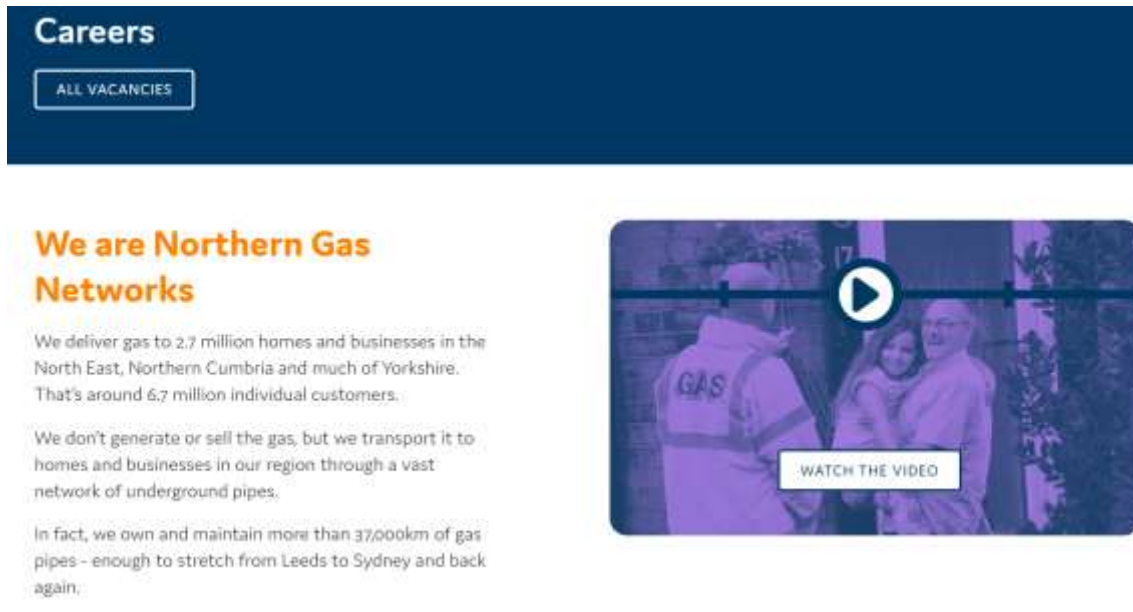 Careers
ALL VACANCIES
We are Northern Gas
Networks
We deliver gas to 2.7 million homes and businesses in the
North East, Northern Cumbria and much of Yorkshire.
That's around 6.7 million individual customers.
We don't generate or sell the gas, but we transport it to
homes and businesses in our region through a vast
network of underground pipes.
In fact, we own and maintain more than 37,000km of gas
pipes - enough to stretch from Leeds to Sydney and back
again.
17
GAS
WATCH THE VIDEO